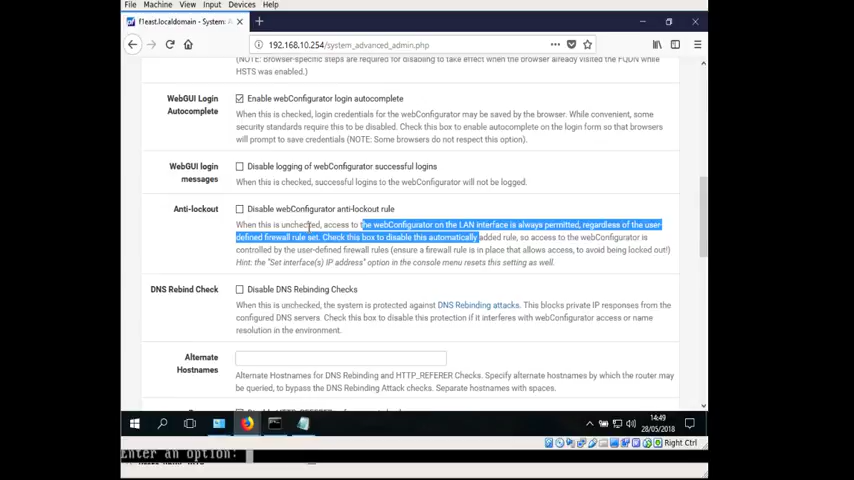 File Machine View Input Devices Help
f1east.localdomain - System: A
192.168.10.254/system_advanced_admin.php
(NOTE: Browser-specific steps are required for disabling to take effect when the browser already visited the FQDN while
HSTS was enabled.)
WebGUI Login
Autocomplete
Enable webConfigurator login autocomplete
When this is checked, login credentials for the webConfigurator may be saved by the browser. While convenient, some
security standards require this to be disabled. Check this box to enable autocomplete on the login form so that browsers
will prompt to save credentials (NOTE: Some browsers do not respect this option).
WebGUI login
messages
Disable logging of webConfigurator successful logins
When this is checked, successful logins to the webConfigurator will not be logged.
Anti-lockout
Disable webConfigurator anti-lockout rule
When this is unchecked, access to the webConfigurator on the LAN interface is always permitted, regardless of the user-
defined firewall rule set. Check this box to disable this automatically added rule, so access to the webConfigurator is
controlled by the user-defined firewall rules (ensure a firewall rule is in place that allows access, to avoid being locked out!)
Hint: the "Set interface(s) IP address" option in the console menu resets this setting as well.
DNS Rebind Check
Disable DNS Rebinding Checks
When this is unchecked, the system is protected against DNS Rebinding attacks. This blocks private IP responses from the
configured DNS servers. Check this box to disable this protection if it interferes with webConfigurator access or name
resolution in the environment.
Alternate
Hostnames
Alternate Hostnames for DNS Rebinding and HTTP_REFERER Checks. Specify alternate hostnames by which the router may
be queried, to bypass the DNS Rebinding Attack checks. Separate hostnames with spaces.
14:49
28/05/2018
Right Ctrl
Enter an option: